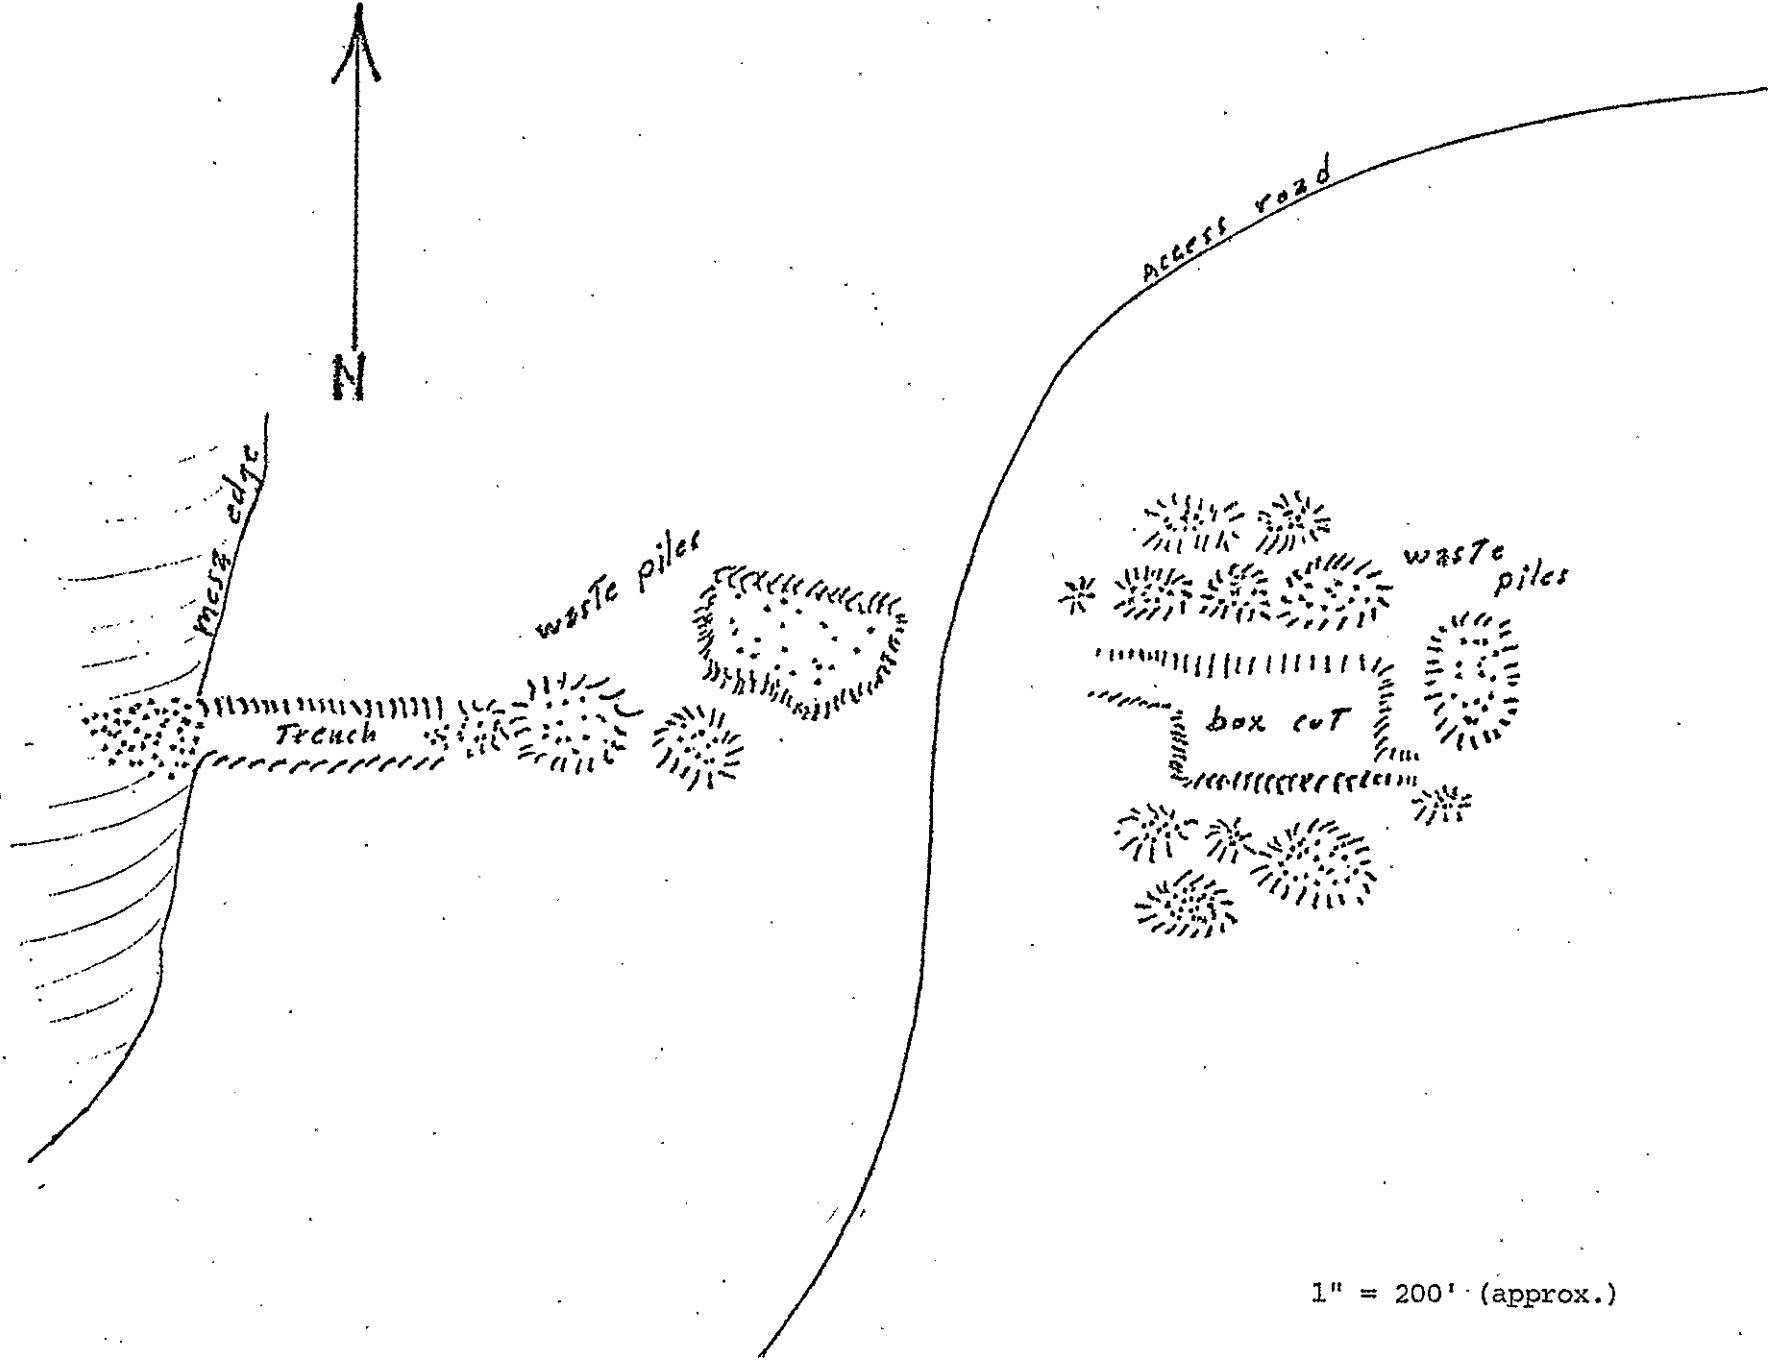 N
Access road
mesa edge
waste piles
waste
piles
Trench
box cut
1" = 200' (approx.)